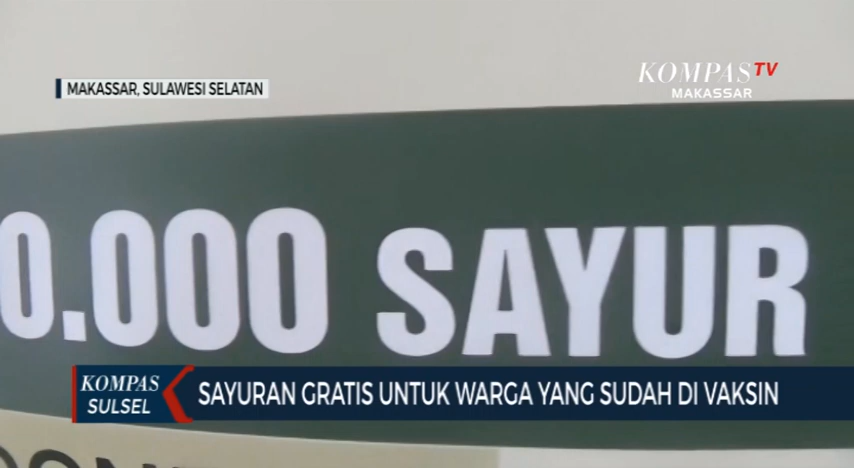 MAKASSAR, SULAWESI SELATAN
KOMPAS TV
MAKASSAR
0.000 SAYUR
KOMPAS
SULSEL
SAYURAN GRATIS UNTUK WARGA YANG SUDAH DI VAKSIN